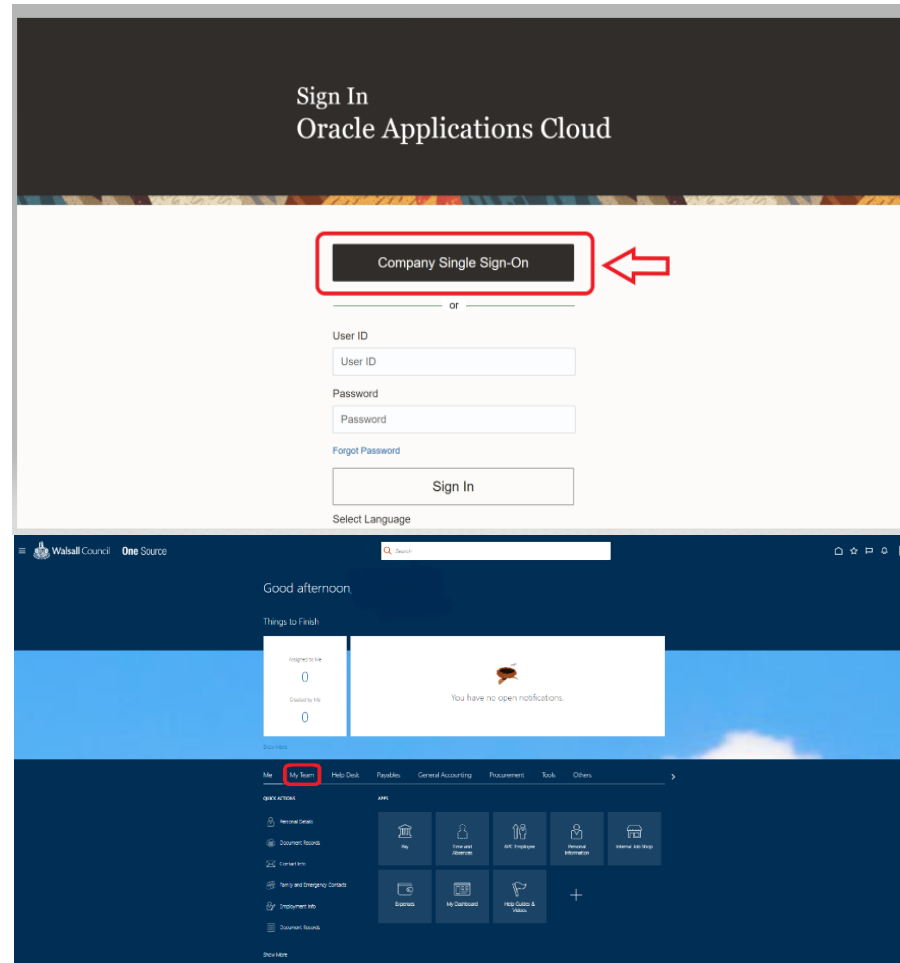 Sign In
Oracle Applications Cloud
Company Single Sign-On
or
User ID
User ID
Password
Password
Forgot Password
Sign In
Select Language
Walsall Council One Source
Search
Good afternoon,
Things to Finish
Assigned to Me
0
Created by Me
0
You have no open notifications.
Show More
Me My Team Help Desk Payables General Accounting Procurement Tools Others
QUICK ACTIONS
Personal Details
Document Records
Contact Info
Family and Emergency Contacts
Employment Info
Document Records
Show More
APPS
Pay
Time and Absences
APC Employee
Personal Information
Internal Job Shop
Expenses
My Dashboard
Help Guides & Videos